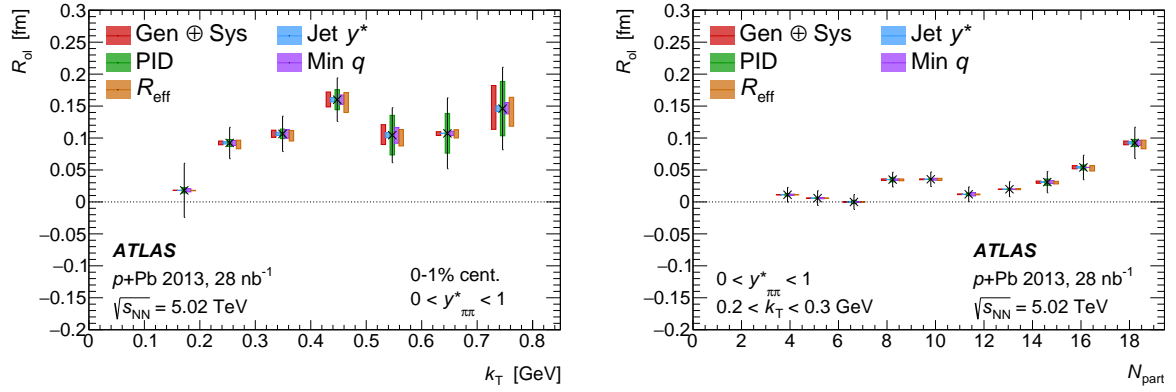 R_ol [fm]
0.3
0.25
0.2
0.15
0.1
0.05
0
−0.05
−0.1
−0.15
−0.2
Gen ⊕ Sys
Jet y*
PID
Min q
R_eff
ATLAS
p+Pb 2013, 28 nb⁻¹
√s_NN = 5.02 TeV
0-1% cent.
0 < y*_ππ < 1
0 0.1 0.2 0.3 0.4 0.5 0.6 0.7 0.8
k_T [GeV]
R_ol [fm]
0.3
0.25
0.2
0.15
0.1
0.05
0
−0.05
−0.1
−0.15
−0.2
Gen ⊕ Sys
Jet y*
PID
Min q
R_eff
0 < y*_ππ < 1
0.2 < k_T < 0.3 GeV
ATLAS
p+Pb 2013, 28 nb⁻¹
√s_NN = 5.02 TeV
0 2 4 6 8 10 12 14 16 18
N_part